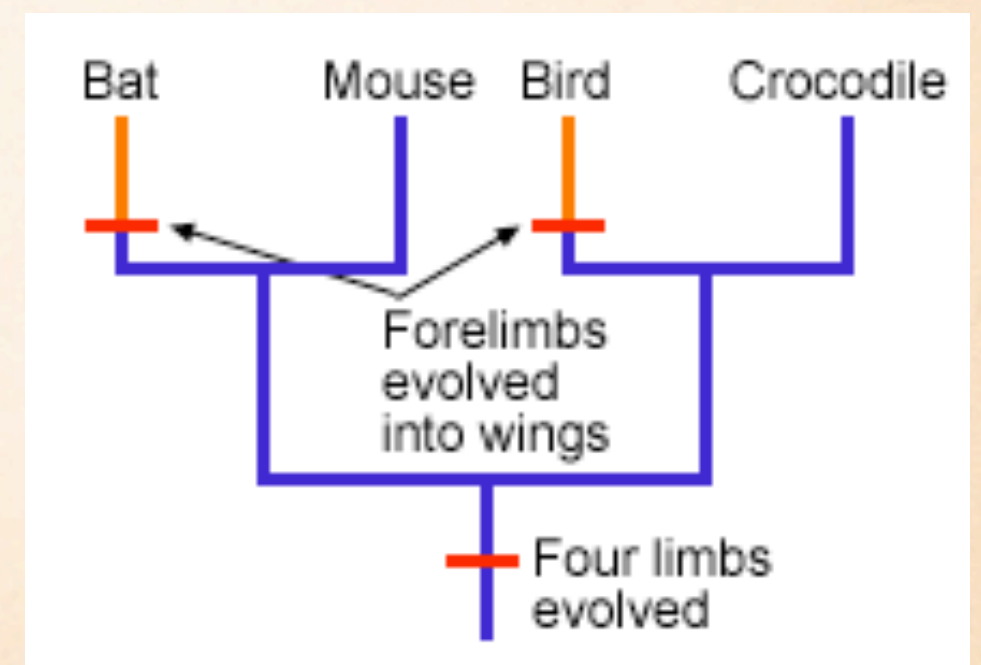 Bat Mouse Bird Crocodile
Forelimbs
evolved
into wings
Four limbs
evolved